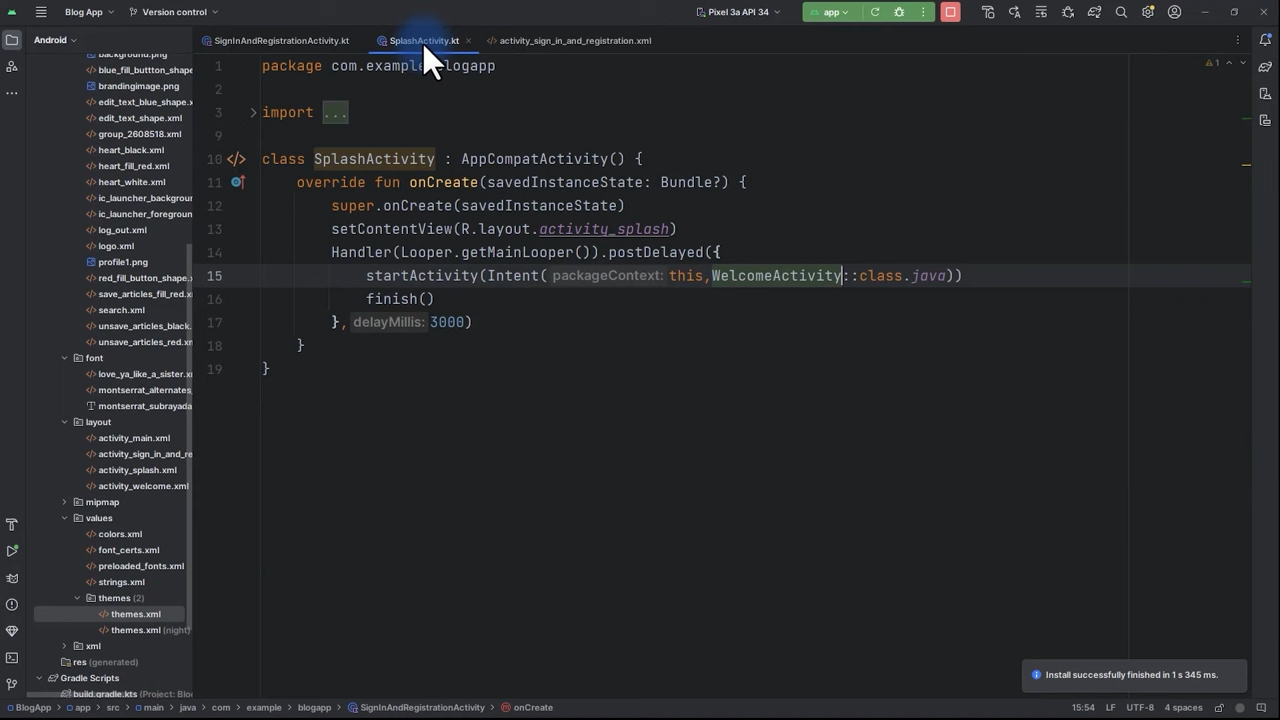 Blog App
Version control
Pixel 3a API 34
app
Android
SignInAndRegistrationActivity.kt
SplashActivity.kt
activity_sign_in_and_registration.xml
background.png
blue_fill_buttton_shape
brandingimage.png
edit_text_blue_shape.x
edit_text_shape.xml
group_2608518.xml
heart_black.xml
heart_fill_red.xml
heart_white.xml
ic_launcher_backgroun
ic_launcher_foregroun
log_out.xml
logo.xml
profile1.png
red_fill_button_shape
save_articles_fill_red.x
search.xml
unsave_articles_black.
unsave_articles_red.xn
font
love_ya_like_a_sister.x
montserrat_alternates_
montserrat_subrayada
layout
activity_main.xml
activity_sign_in_and_re
activity_splash.xml
activity_welcome.xml
mipmap
values
colors.xml
font_certs.xml
preloaded_fonts.xml
strings.xml
themes (2)
themes.xml
themes.xml (night)
xml
res (generated)
Gradle Scripts
build.gradle.kts (Project: Blo
1 package com.example.blogapp
2
3 import ...
9
10 class SplashActivity : AppCompatActivity() {
11 override fun onCreate(savedInstanceState: Bundle?) {
12 super.onCreate(savedInstanceState)
13 setContentView(R.layout.activity_splash)
14 Handler(Looper.getMainLooper()).postDelayed({
15 startActivity(Intent( packageContext: this,WelcomeActivity::class.java))
16 finish()
17 }, delayMillis: 3000)
18 }
19 }
1
Install successfully finished in 1 s 345 ms.
BlogApp > app > src > main > java > com > example > blogapp > SignInAndRegistrationActivity > onCreate
15:54 LF UTF-8 4 spaces